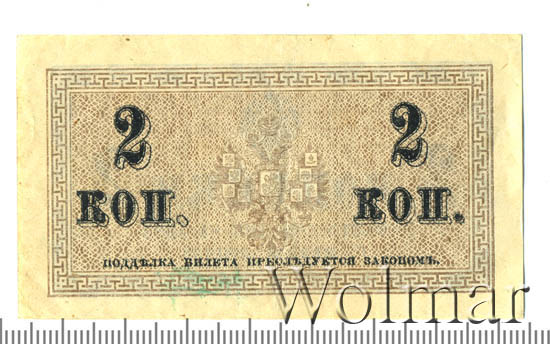 2 2
КОП. КОП.
ПОДДѢЛКА БИЛЕТА ПРЕСЛѢДУЕТСЯ ЗАКОНОМЪ.
Wolmar